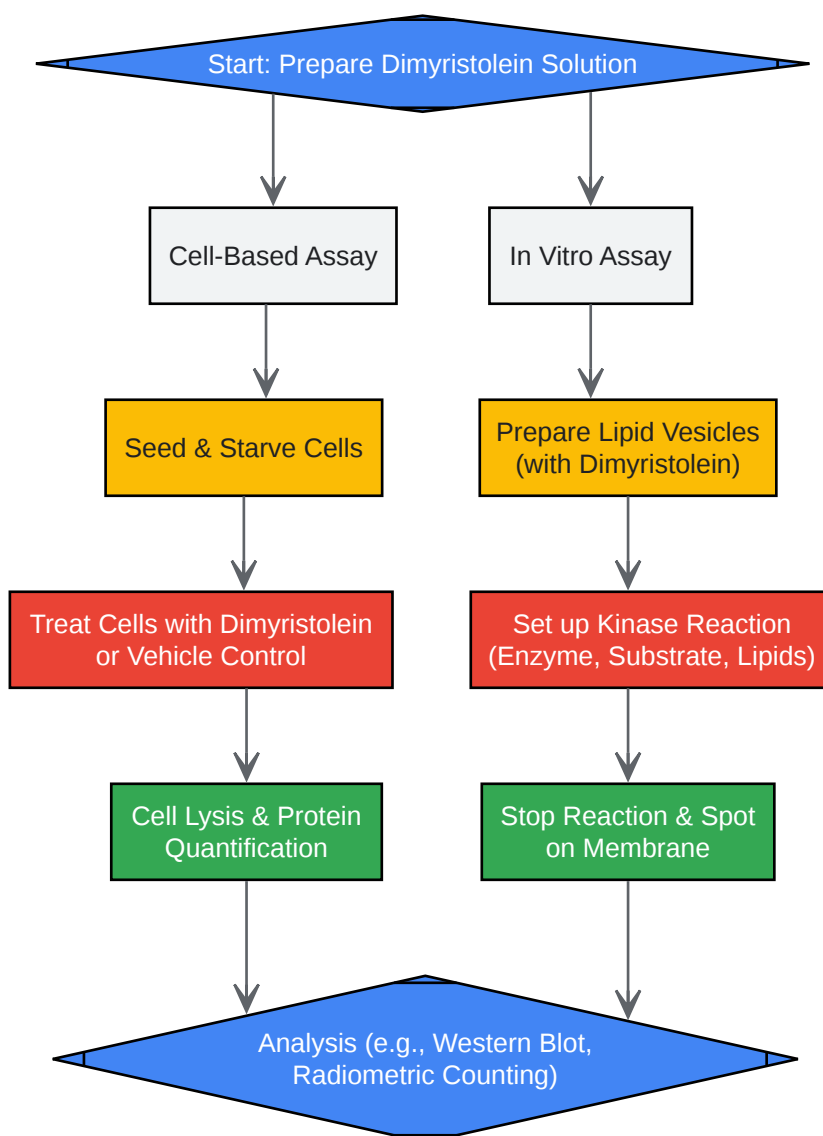 Start: Prepare Dimyristolein Solution
Cell-Based Assay
In Vitro Assay
Seed & Starve Cells
Prepare Lipid Vesicles
(with Dimyristolein)
Treat Cells with Dimyristolein
or Vehicle Control
Set up Kinase Reaction
(Enzyme, Substrate, Lipids)
Cell Lysis & Protein
Quantification
Stop Reaction & Spot
on Membrane
Analysis (e.g., Western Blot,
Radiometric Counting)